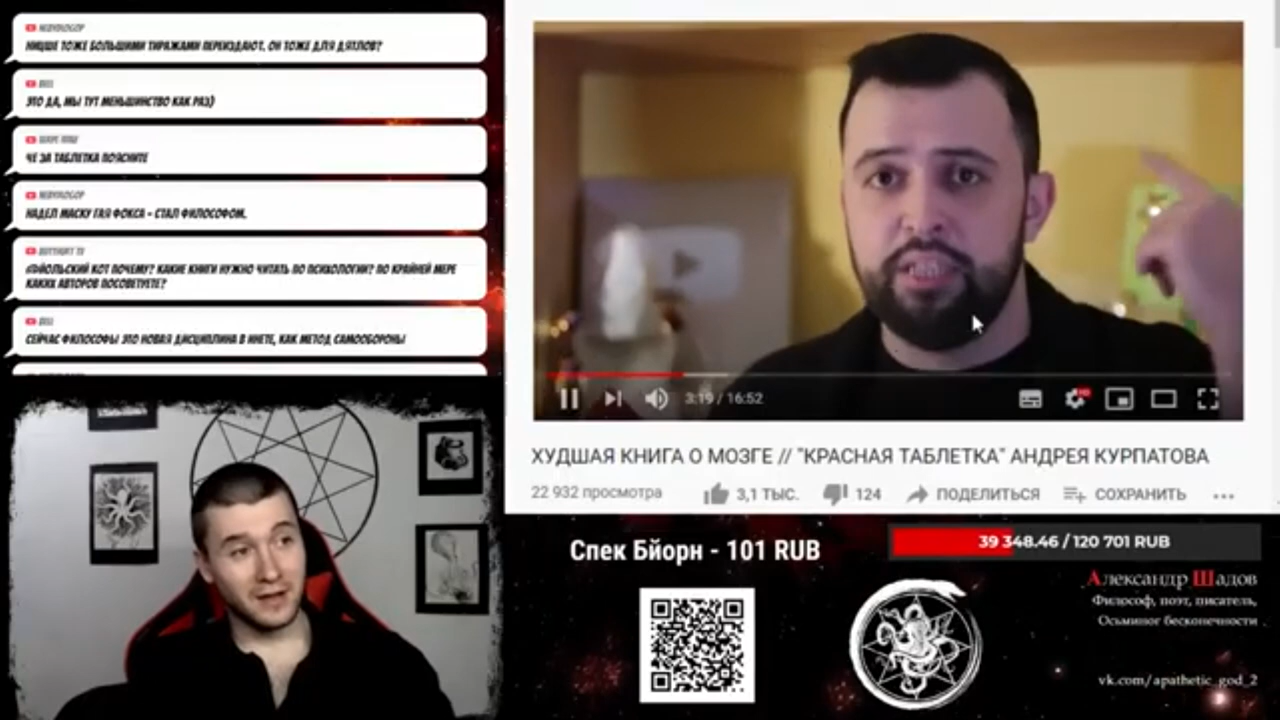 НИЦШЕ ТОЖЕ БОЛЬШИМИ ТИРАЖАМИ ПЕРЕИЗДАЮТ, ОН ТОЖЕ ДЛЯ ДЯТЛОВ?
ЭТО ДА, МЫ ТУТ МЕНЬШИНСТВО КАК РАЗ)
ЧЕ ЗА ТАБЛЕТКА ПОЯСНИТЕ
НАДЕЛ МАСКУ ГАЯ ФОКСА - СТАЛ ФИЛОСОФОМ.
КОТ ПОЧЕМУ? КАКИЕ КНИГИ НУЖНО ЧИТАТЬ ПО ПСИХОЛОГИИ? ПО КРАЙНЕЙ МЕРЕ
КАКИХ АВТОРОВ ПОСОВЕТУЕТЕ?
СЕЙЧАС ФИЛОСОФЫ ЭТО НОВАЯ ДИСЦИПЛИНА В ИНЕТЕ, КАК МЕТОД САМООБОРОНЫ
3:19 / 16:52
HD
ХУДШАЯ КНИГА О МОЗГЕ // "КРАСНАЯ ТАБЛЕТКА" АНДРЕЯ КУРПАТОВА
22 932 просмотра
3,1 ТЫС.
124
ПОДЕЛИТЬСЯ
СОХРАНИТЬ
Спек Бйорн - 101 RUB
39 348.46 / 120 701 RUB
Александр Шадов
Философ, поэт, писатель,
Осьминог бесконечности
vk.com/apathetic_god_2